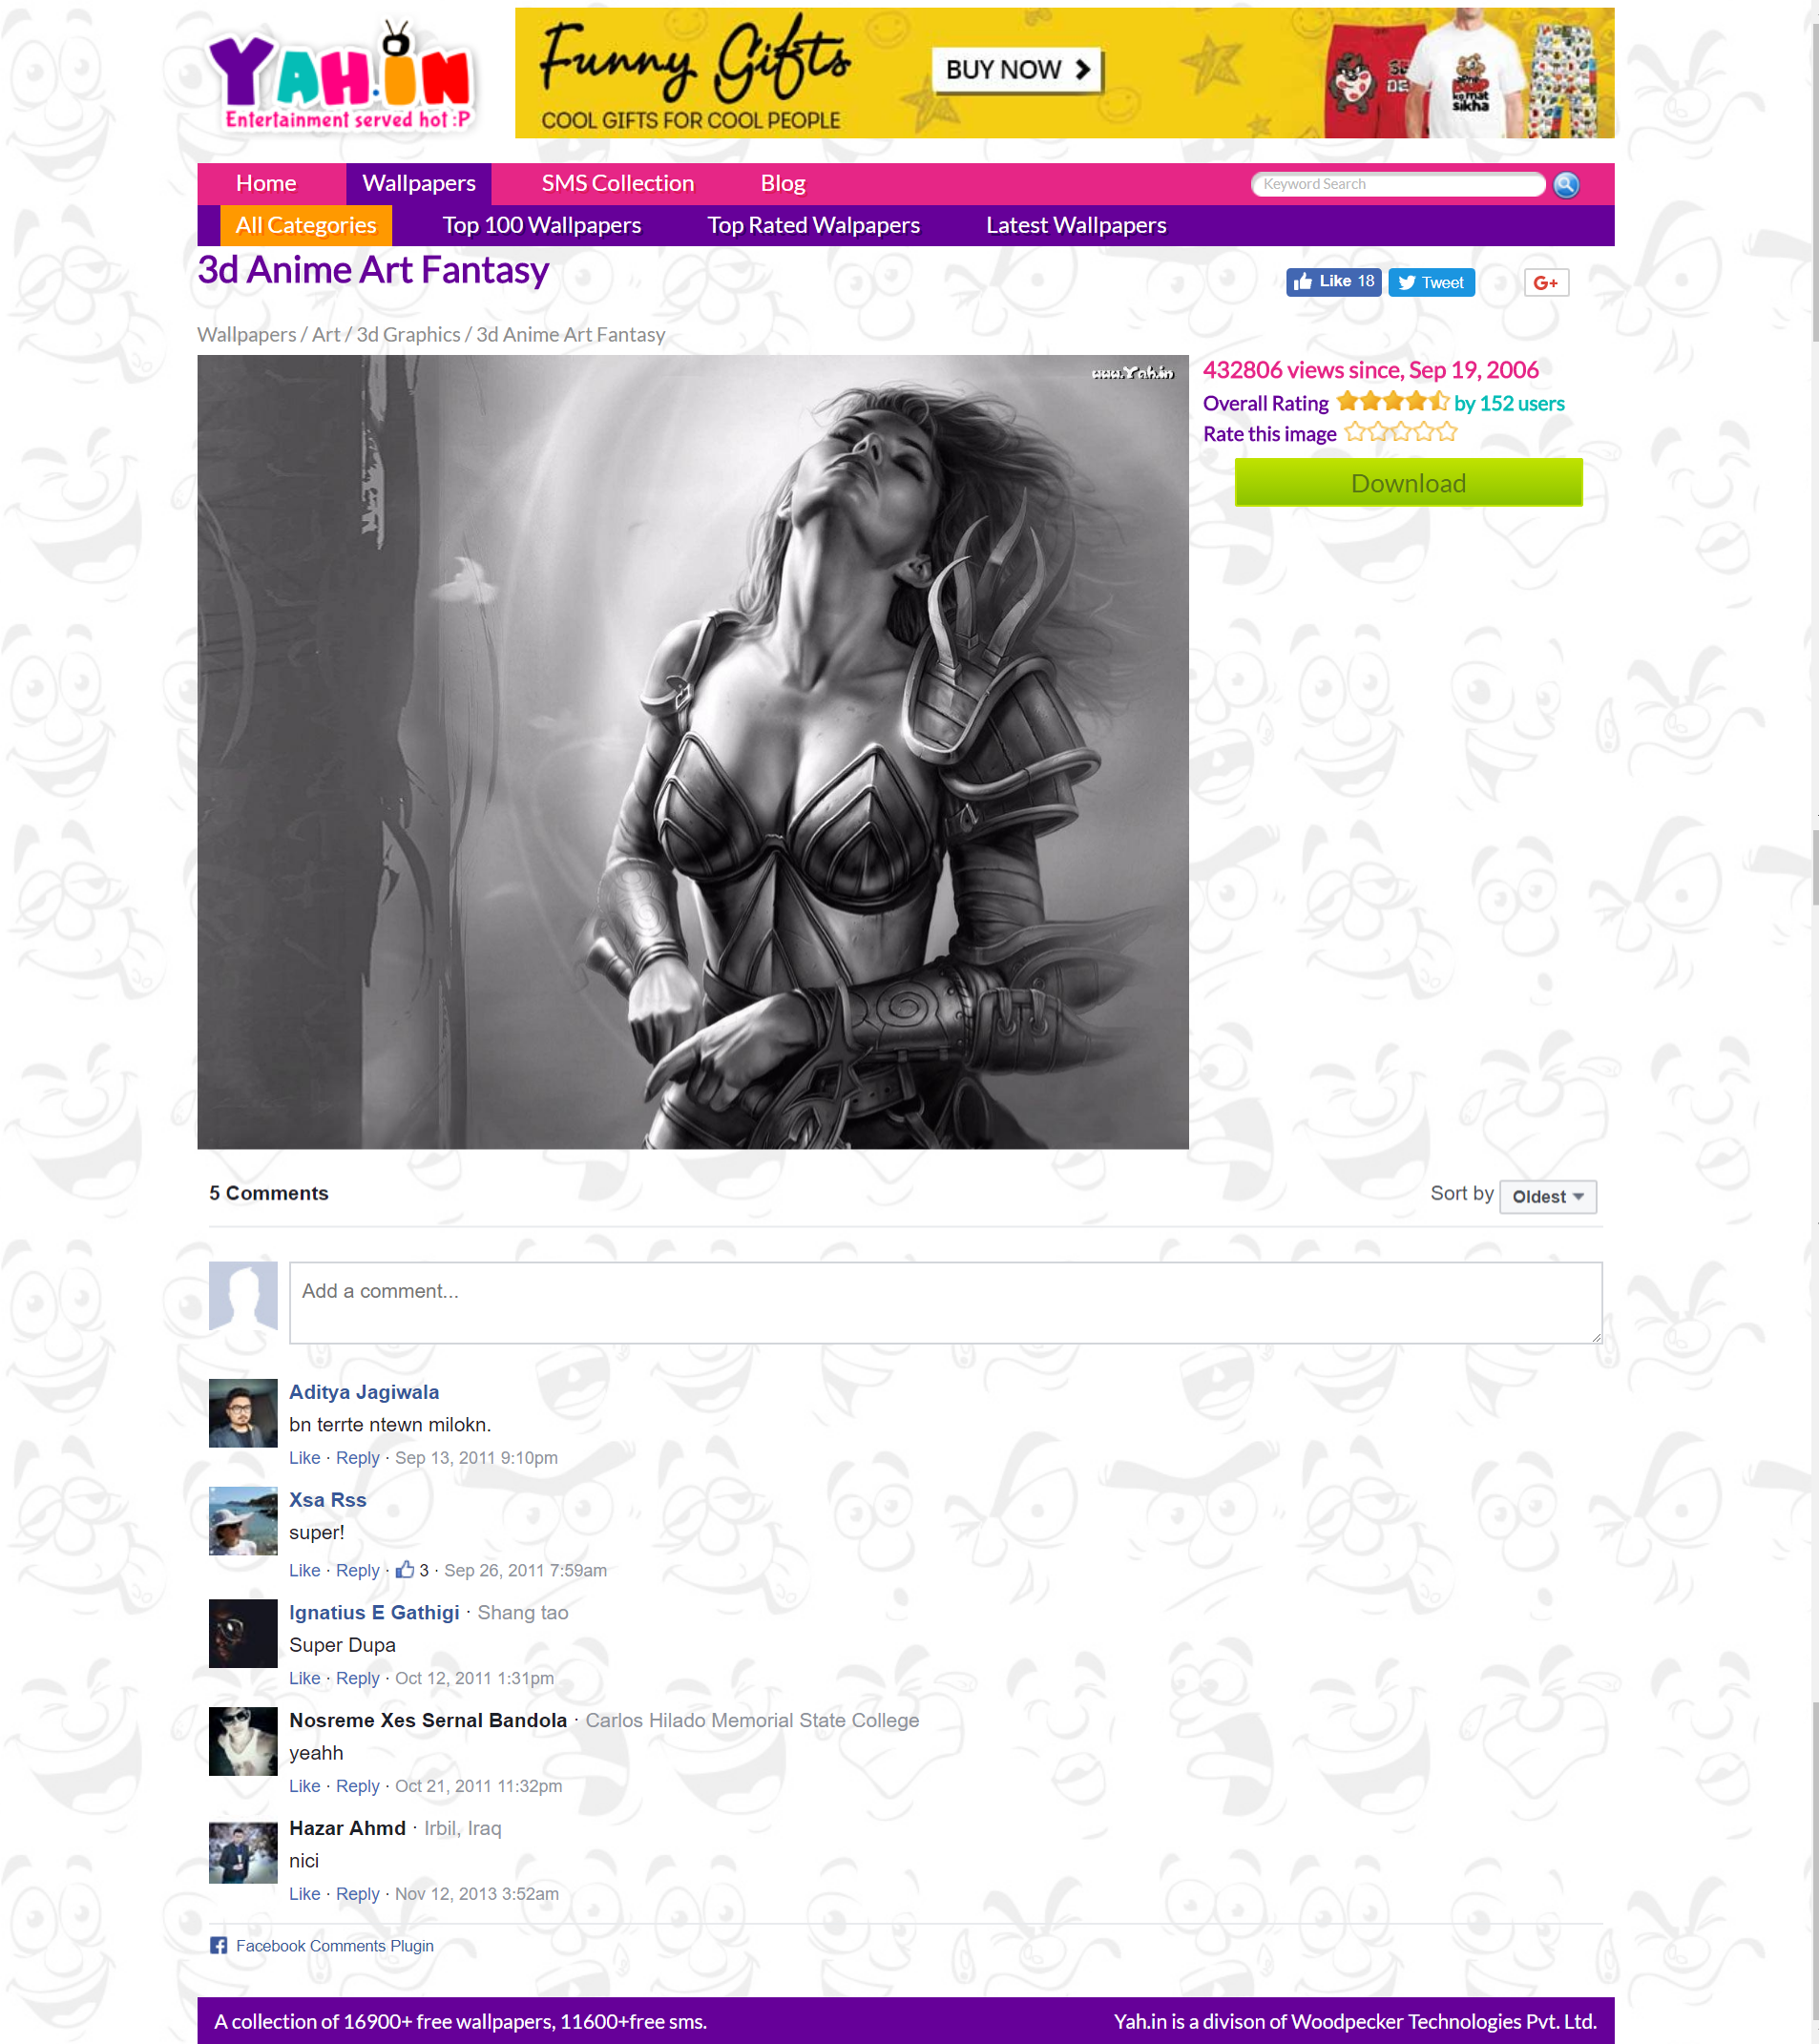 YAH.IN
Entertainment served hot :P
Funny Gifts
COOL GIFTS FOR COOL PEOPLE
BUY NOW
ko mat
sikha
Home
Wallpapers
SMS Collection
Blog
Keyword Search
All Categories
Top 100 Wallpapers
Top Rated Walpapers
Latest Wallpapers
3d Anime Art Fantasy
Like 18
Tweet
G+
Wallpapers / Art / 3d Graphics / 3d Anime Art Fantasy
www.Yah.in
432806 views since, Sep 19, 2006
Overall Rating by 152 users
Rate this image
Download
5 Comments
Sort by Oldest
Add a comment...
Aditya Jagiwala
bn terrte ntewn milokn.
Like · Reply · Sep 13, 2011 9:10pm
Xsa Rss
super!
Like · Reply · 3 · Sep 26, 2011 7:59am
Ignatius E Gathigi · Shang tao
Super Dupa
Like · Reply · Oct 12, 2011 1:31pm
Nosreme Xes Sernal Bandola · Carlos Hilado Memorial State College
yeahh
Like · Reply · Oct 21, 2011 11:32pm
Hazar Ahmd · Irbil, Iraq
nici
Like · Reply · Nov 12, 2013 3:52am
Facebook Comments Plugin
A collection of 16900+ free wallpapers, 11600+free sms.
Yah.in is a divison of Woodpecker Technologies Pvt. Ltd.